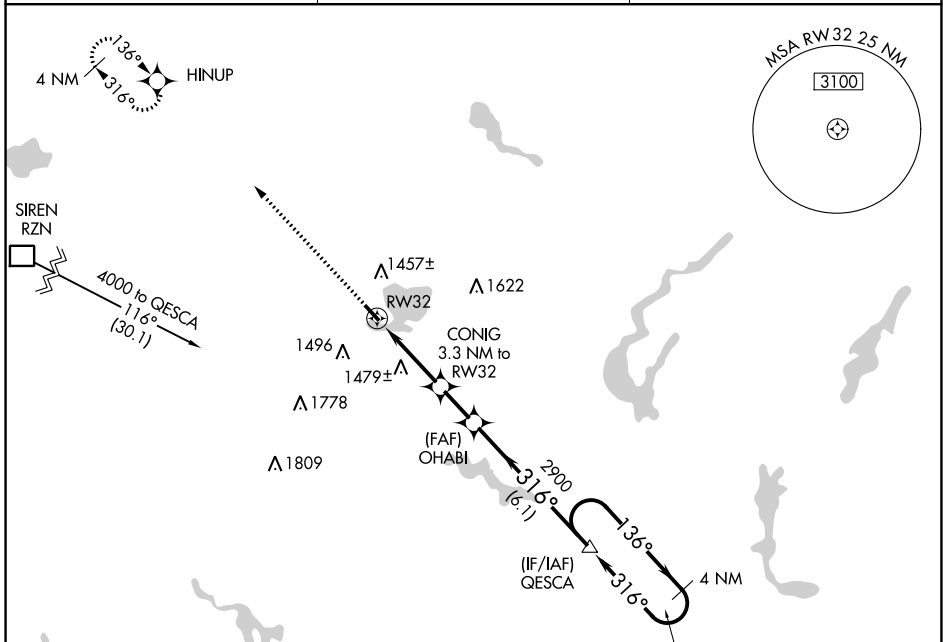 MSA RW32 25 NM
3100
136°
4 NM
316°
HINUP
SIREN
RZN
4000 to QESCA
116°
(30.1)
1457±
RW32
1622
CONIG
3.3 NM to
RW32
1496
1479±
1778
(FAF)
OHABI
1809
2900
316°
(6.1)
136°
(IF/IAF)
QESCA
316°
4 NM